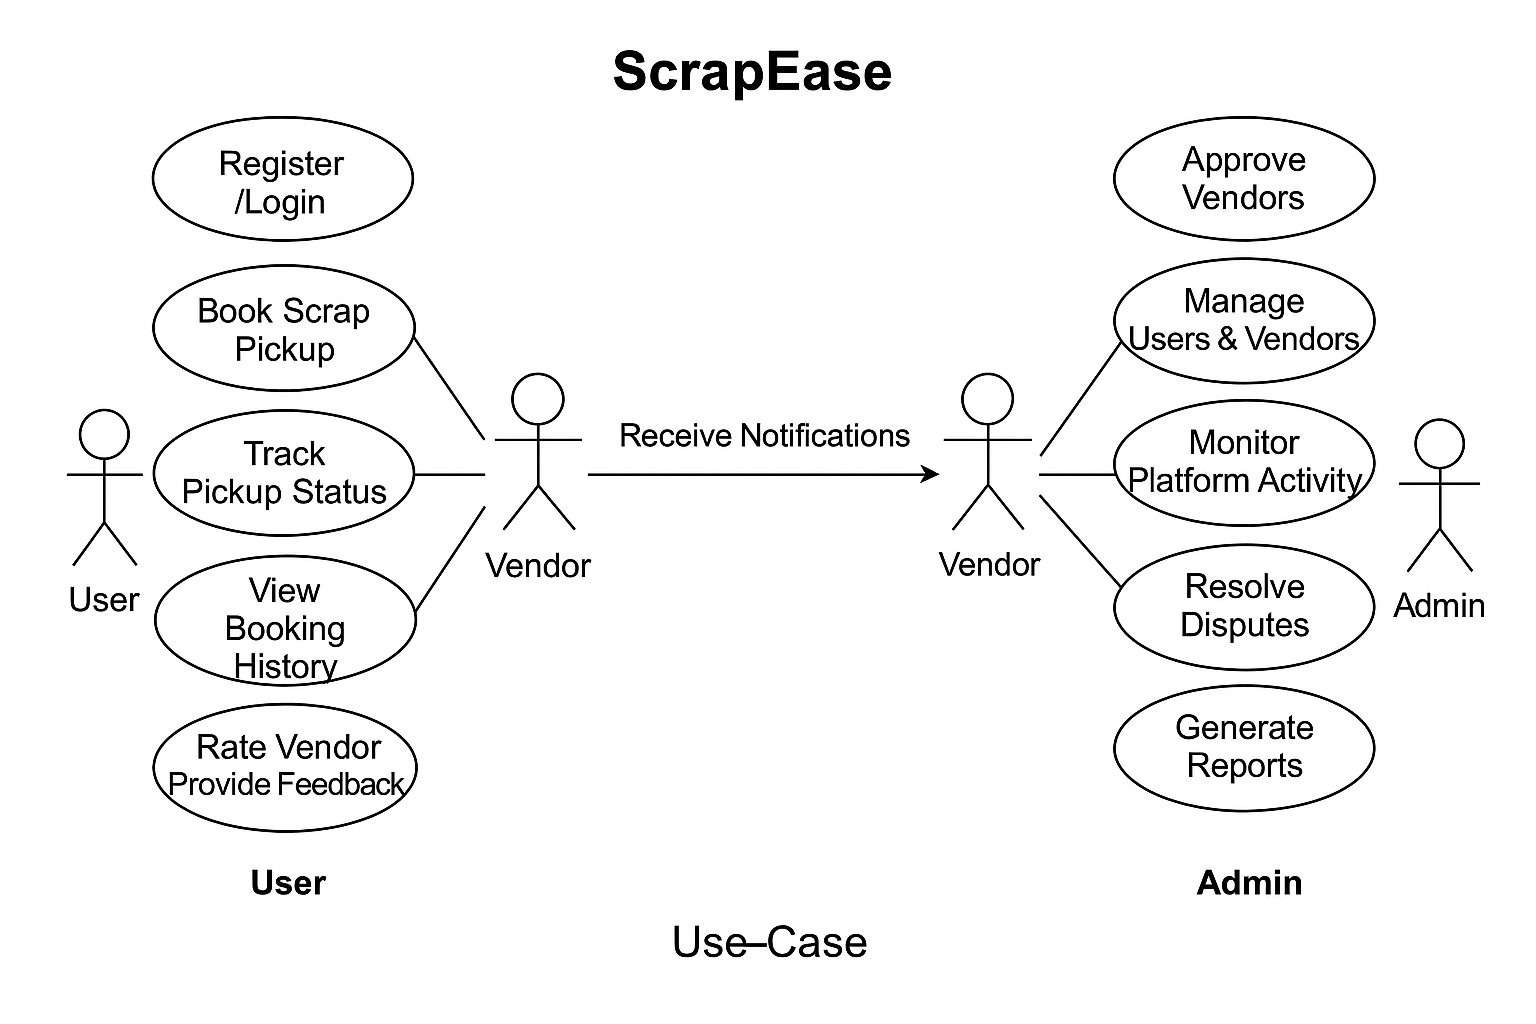 ScrapEase
Register
/Login
Book Scrap
Pickup
Track
Pickup Status
View
Booking
History
Rate Vendor
Provide Feedback
User
User
Vendor
Receive Notifications
Vendor
Approve
Vendors
Manage
Users & Vendors
Monitor
Platform Activity
Resolve
Disputes
Generate
Reports
Admin
Admin
Use–Case